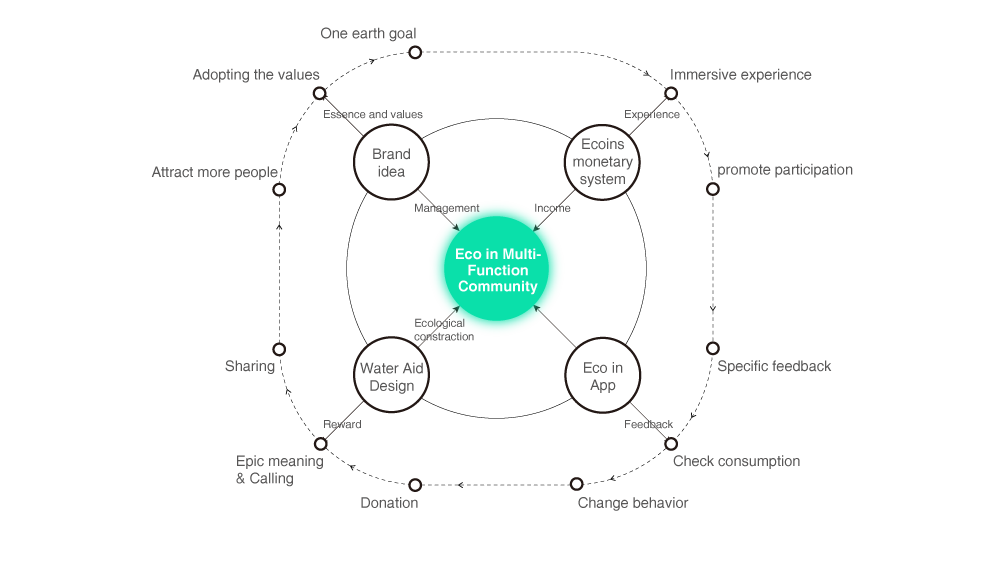 One earth goal
Adopting the values
Immersive experience
Essence and values
Experience
Brand
idea
Ecoins
monetary
system
Attract more people
promote participation
Management
Income
Eco in Multi-
Function
Community
Ecological
constraction
Sharing
Water Aid
Design
Eco in
App
Specific feedback
Reward
Feedback
Epic meaning
& Calling
Check consumption
Donation
Change behavior